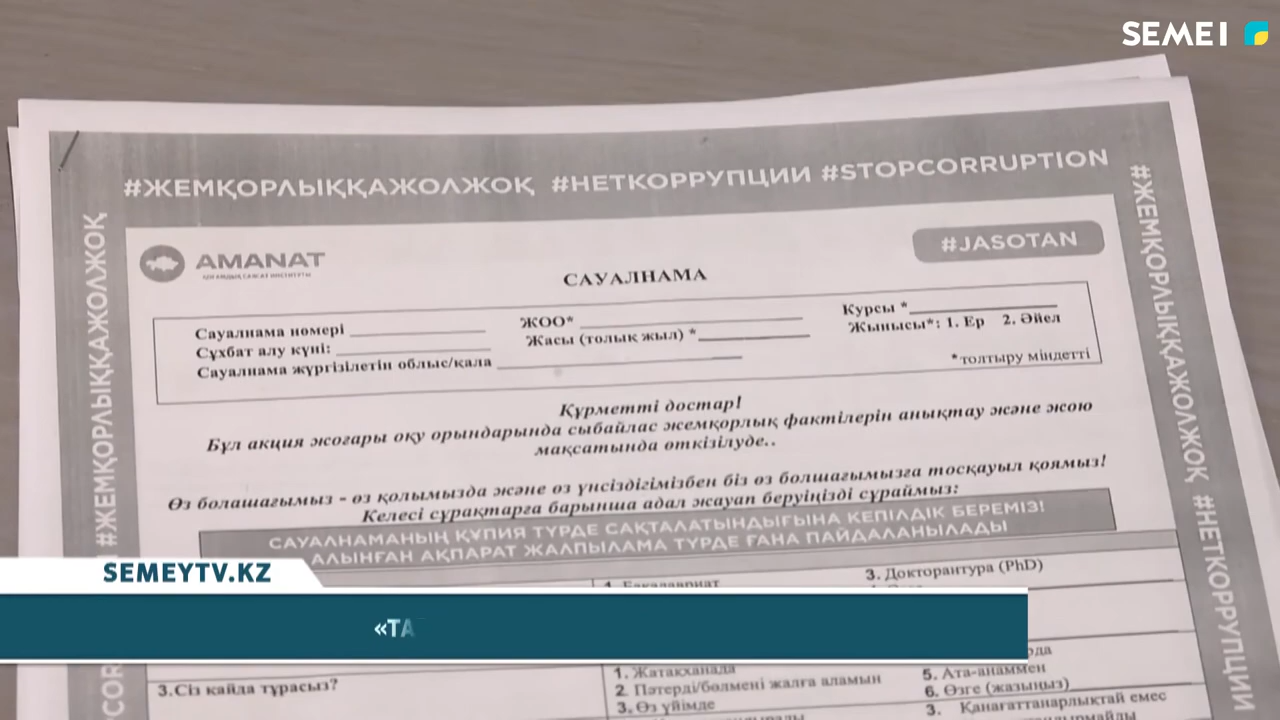 SEMEI
#ЖЕМҚОРЛЫҚҚАЖОЛЖОҚ #НЕТКОРРУПЦИИ #STOPCORRUPTION
#ЖЕМҚОРЛЫҚҚАЖОЛЖОҚ
#ЖЕМҚОРЛЫҚҚАЖОЛЖОҚ #НЕТКОРРУПЦИИ
AMANAT
#JASOTAN
САУАЛНАМА
Сауалнама нөмірі
ЖОО*
Курсы *
Сұхбат алу күні:
Жасы (толық жыл) *
Жынысы*: 1. Ер 2. Әйел
Сауалнама жүргізілетін облыс/қала
*толтыру міндетті
Құрметті достар!
Бұл акция жоғары оқу орындарында сыбайлас жемқорлық фактілерін анықтау және жою
мақсатында өткізілуде..
Өз болашағымыз - өз қолымызда және өз үнсіздігімізбен біз өз болшағымызға тосқауыл қоямыз!
Келесі сұрақтарға барынша адал жауап беруіңізді сұраймыз:
САУАЛНАМАНЫҢ ҚҰПИЯ ТҮРДЕ САҚТАЛАТЫНДЫҒЫНА КЕПІЛДІК БЕРЕМІЗ!
АЛЫНҒАН АҚПАРАТ ЖАЛПЫЛАМА ТҮРДЕ ҒАНА ПАЙДАЛАНЫЛАДЫ
3. Докторантура (PhD)
SEMEYTV.KZ
«ТА
3.Сіз қайда тұрасыз?
1. Жатақханада
5. Ата-анаммен
2. Пәтерді/бөлмені жалға аламын
6. Өзге (жазыңыз)
3. Өз үйімде
3. Қанағаттанарлықтай емес